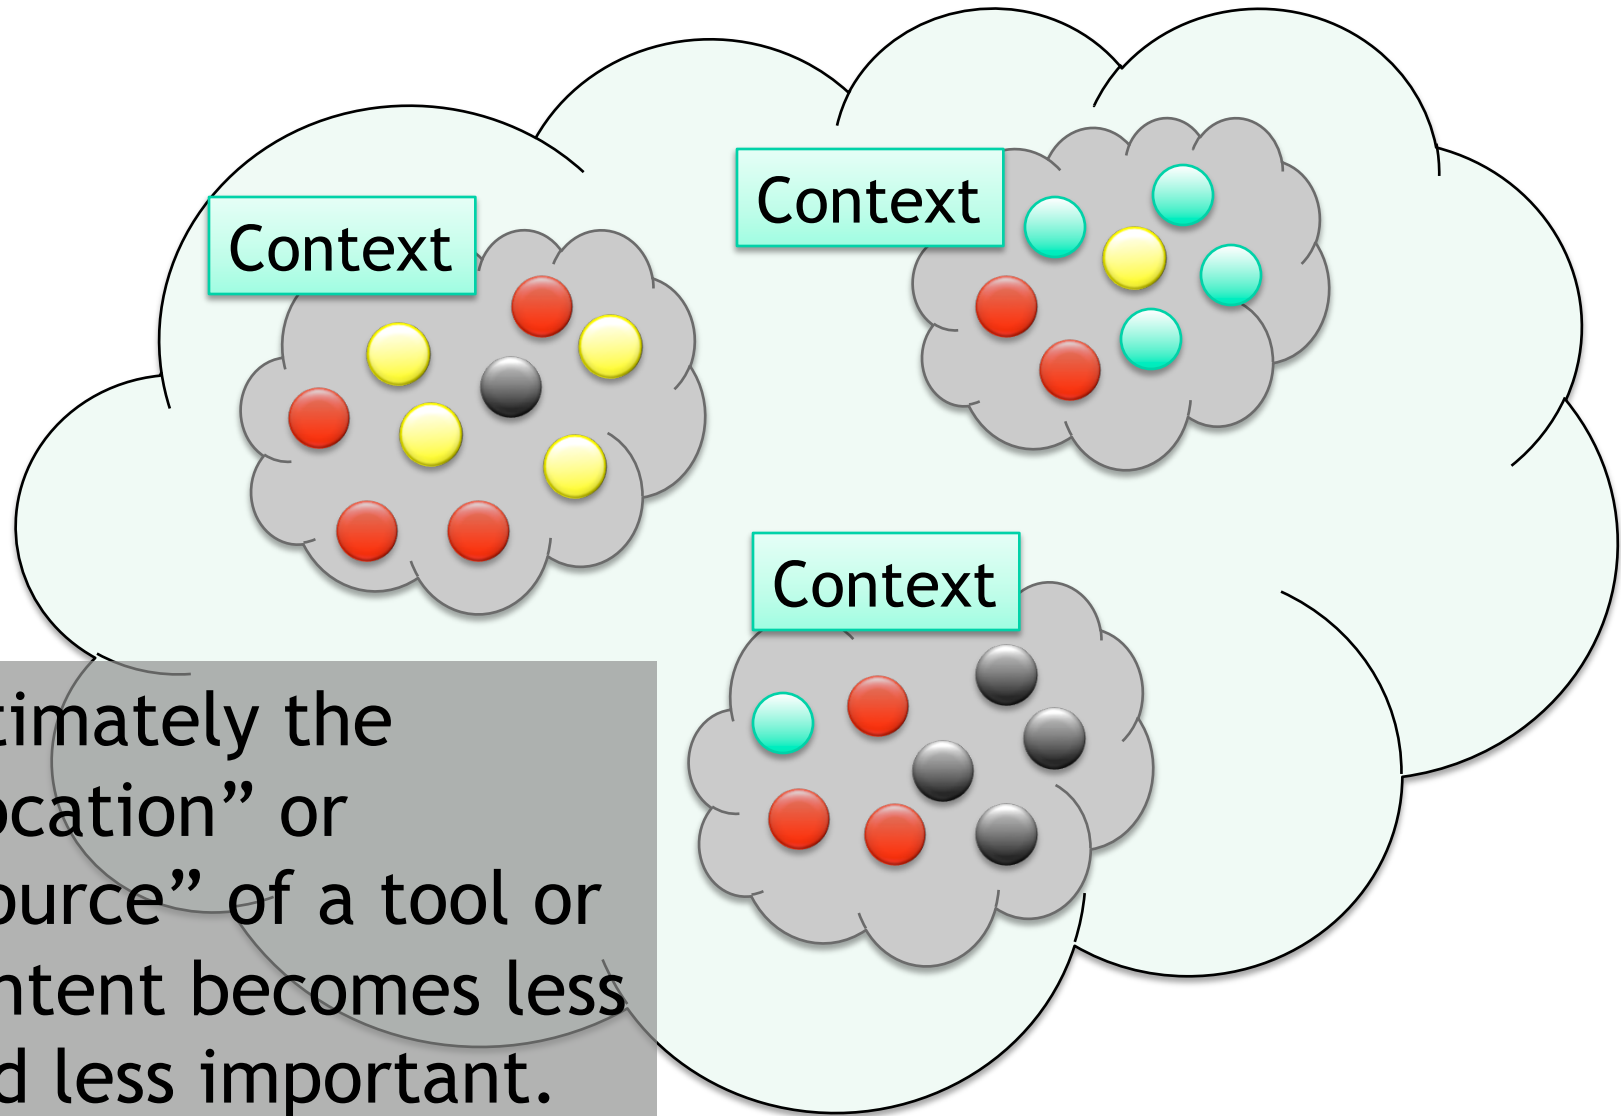 Context
Context
Context
timately the
ocation” or
ource” of a tool or
ntent becomes less
d less important.